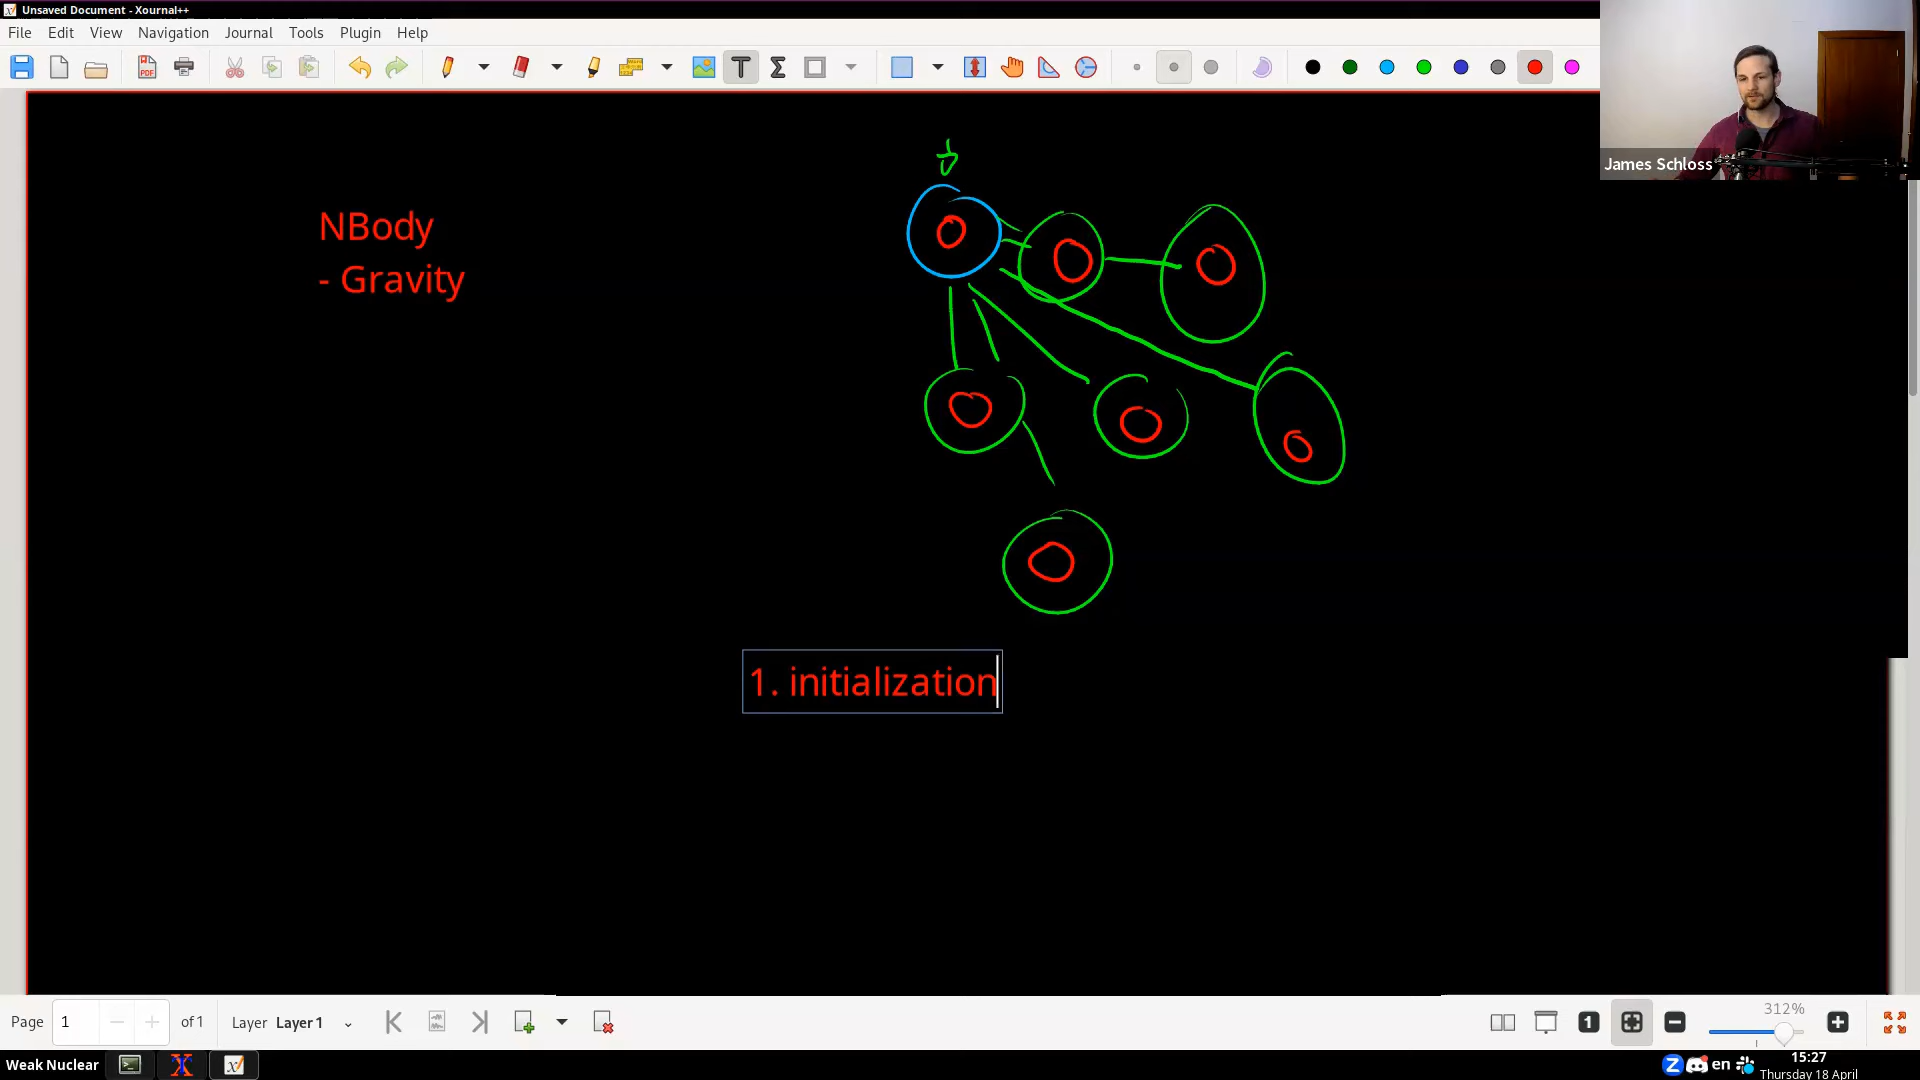 Unsaved Document - Xournal++
File Edit View Navigation Journal Tools Plugin Help
James Schloss
NBody
- Gravity
1. initialization
312%
Page 1 of 1 Layer Layer 1
1
Weak Nuclear
en
15:27
Thursday 18 April